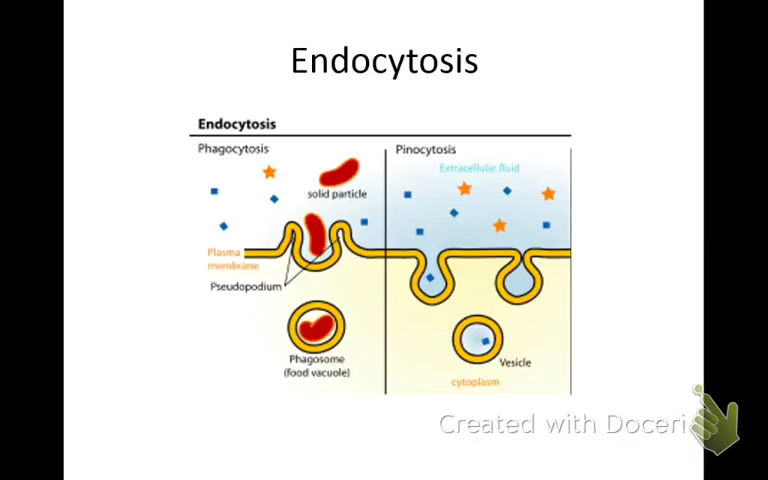 Endocytosis
Endocytosis
Phagocytosis
solid particle
Plasma
membrane
Pseudopodium
Phagosome
(food vacuole)
Pinocytosis
Extracellular fluid
Vesicle
cytoplasm
Created with Doceri